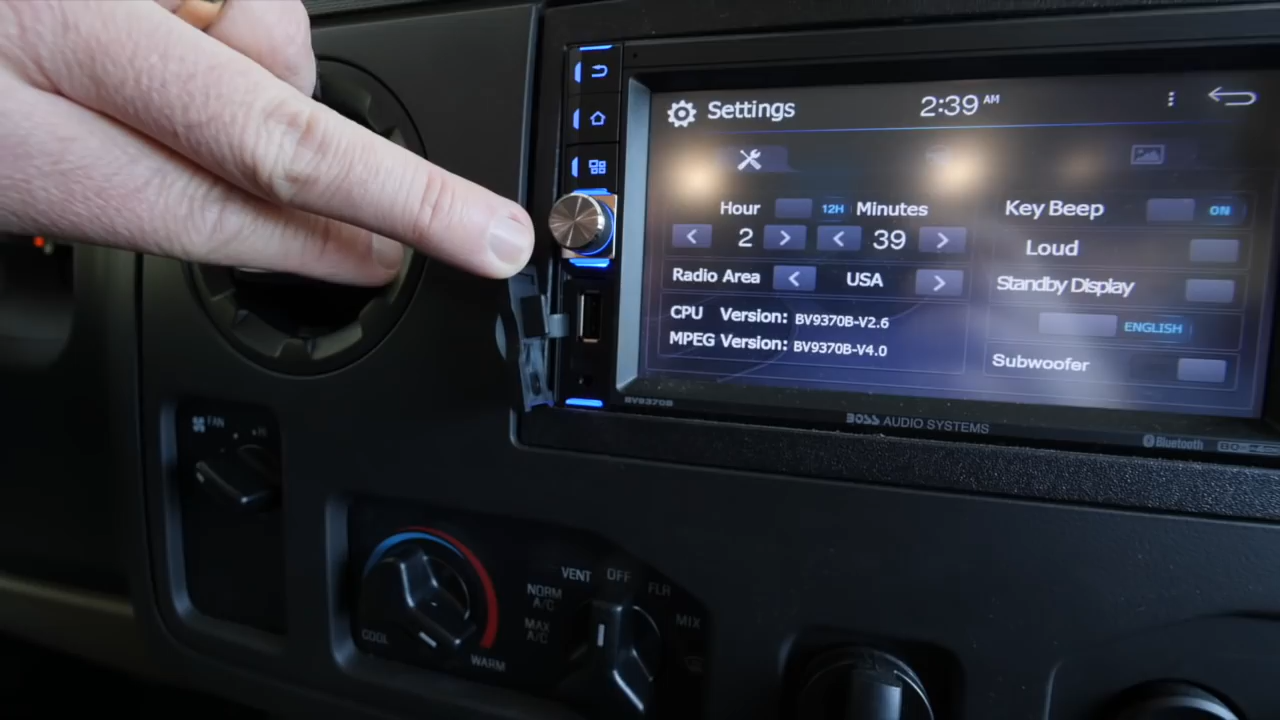 Settings
2:39 AM
Hour 12H Minutes
2 39
Radio Area USA
CPU Version: BV9370B-V2.6
MPEG Version: BV9370B-V4.0
Key Beep ON
Loud
Standby Display
ENGLISH
Subwoofer
BV9370B
BOSS AUDIO SYSTEMS
Bluetooth
FAN
HI
COOL
WARM
MAX A/C
NORM A/C
VENT
OFF
FLR
MIX